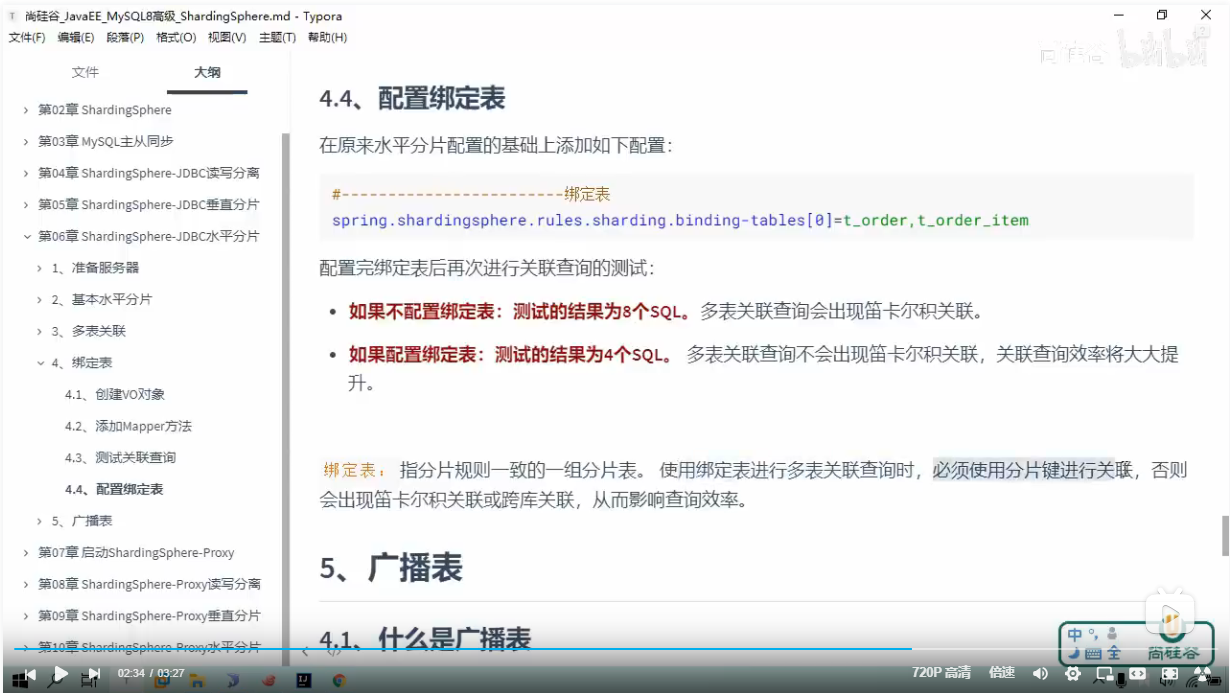 尚硅谷_JavaEE_MySQL8高级_ShardingSphere.md - Typora
文件(F) 编辑(E) 段落(P) 格式(O) 视图(V) 主题(T) 帮助(H)
尚硅谷 bilibili
文件 大纲
第02章 ShardingSphere
第03章 MySQL主从同步
第04章 ShardingSphere-JDBC读写分离
第05章 ShardingSphere-JDBC垂直分片
第06章 ShardingSphere-JDBC水平分片
1、准备服务器
2、基本水平分片
3、多表关联
4、绑定表
4.1、创建VO对象
4.2、添加Mapper方法
4.3、测试关联查询
4.4、配置绑定表
5、广播表
第07章 启动ShardingSphere-Proxy
第08章 ShardingSphere-Proxy读写分离
第09章 ShardingSphere-Proxy垂直分片
第10章 ShardingSphere-Proxy水平分片
4.4、配置绑定表
在原来水平分片配置的基础上添加如下配置：
#------------------------绑定表
spring.shardingsphere.rules.sharding.binding-tables[0]=t_order,t_order_item
配置完绑定表后再次进行关联查询的测试：
如果不配置绑定表：测试的结果为8个SQL。多表关联查询会出现笛卡尔积关联。
如果配置绑定表：测试的结果为4个SQL。 多表关联查询不会出现笛卡尔积关联，关联查询效率将大大提
升。
绑定表： 指分片规则一致的一组分片表。 使用绑定表进行多表关联查询时，必须使用分片键进行关联，否则
会出现笛卡尔积关联或跨库关联，从而影响查询效率。
5、广播表
4.1、什么是广播表
中 °,
全 尚硅谷
02:34 / 03:27
720P 高清 倍速